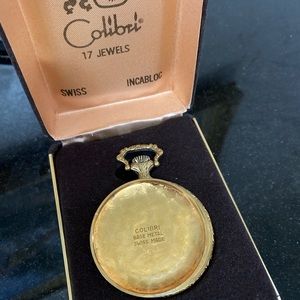 Colibri
17 JEWELS
SWISS INCABLOC
COLIBRI
BASE METAL
SWISS MADE